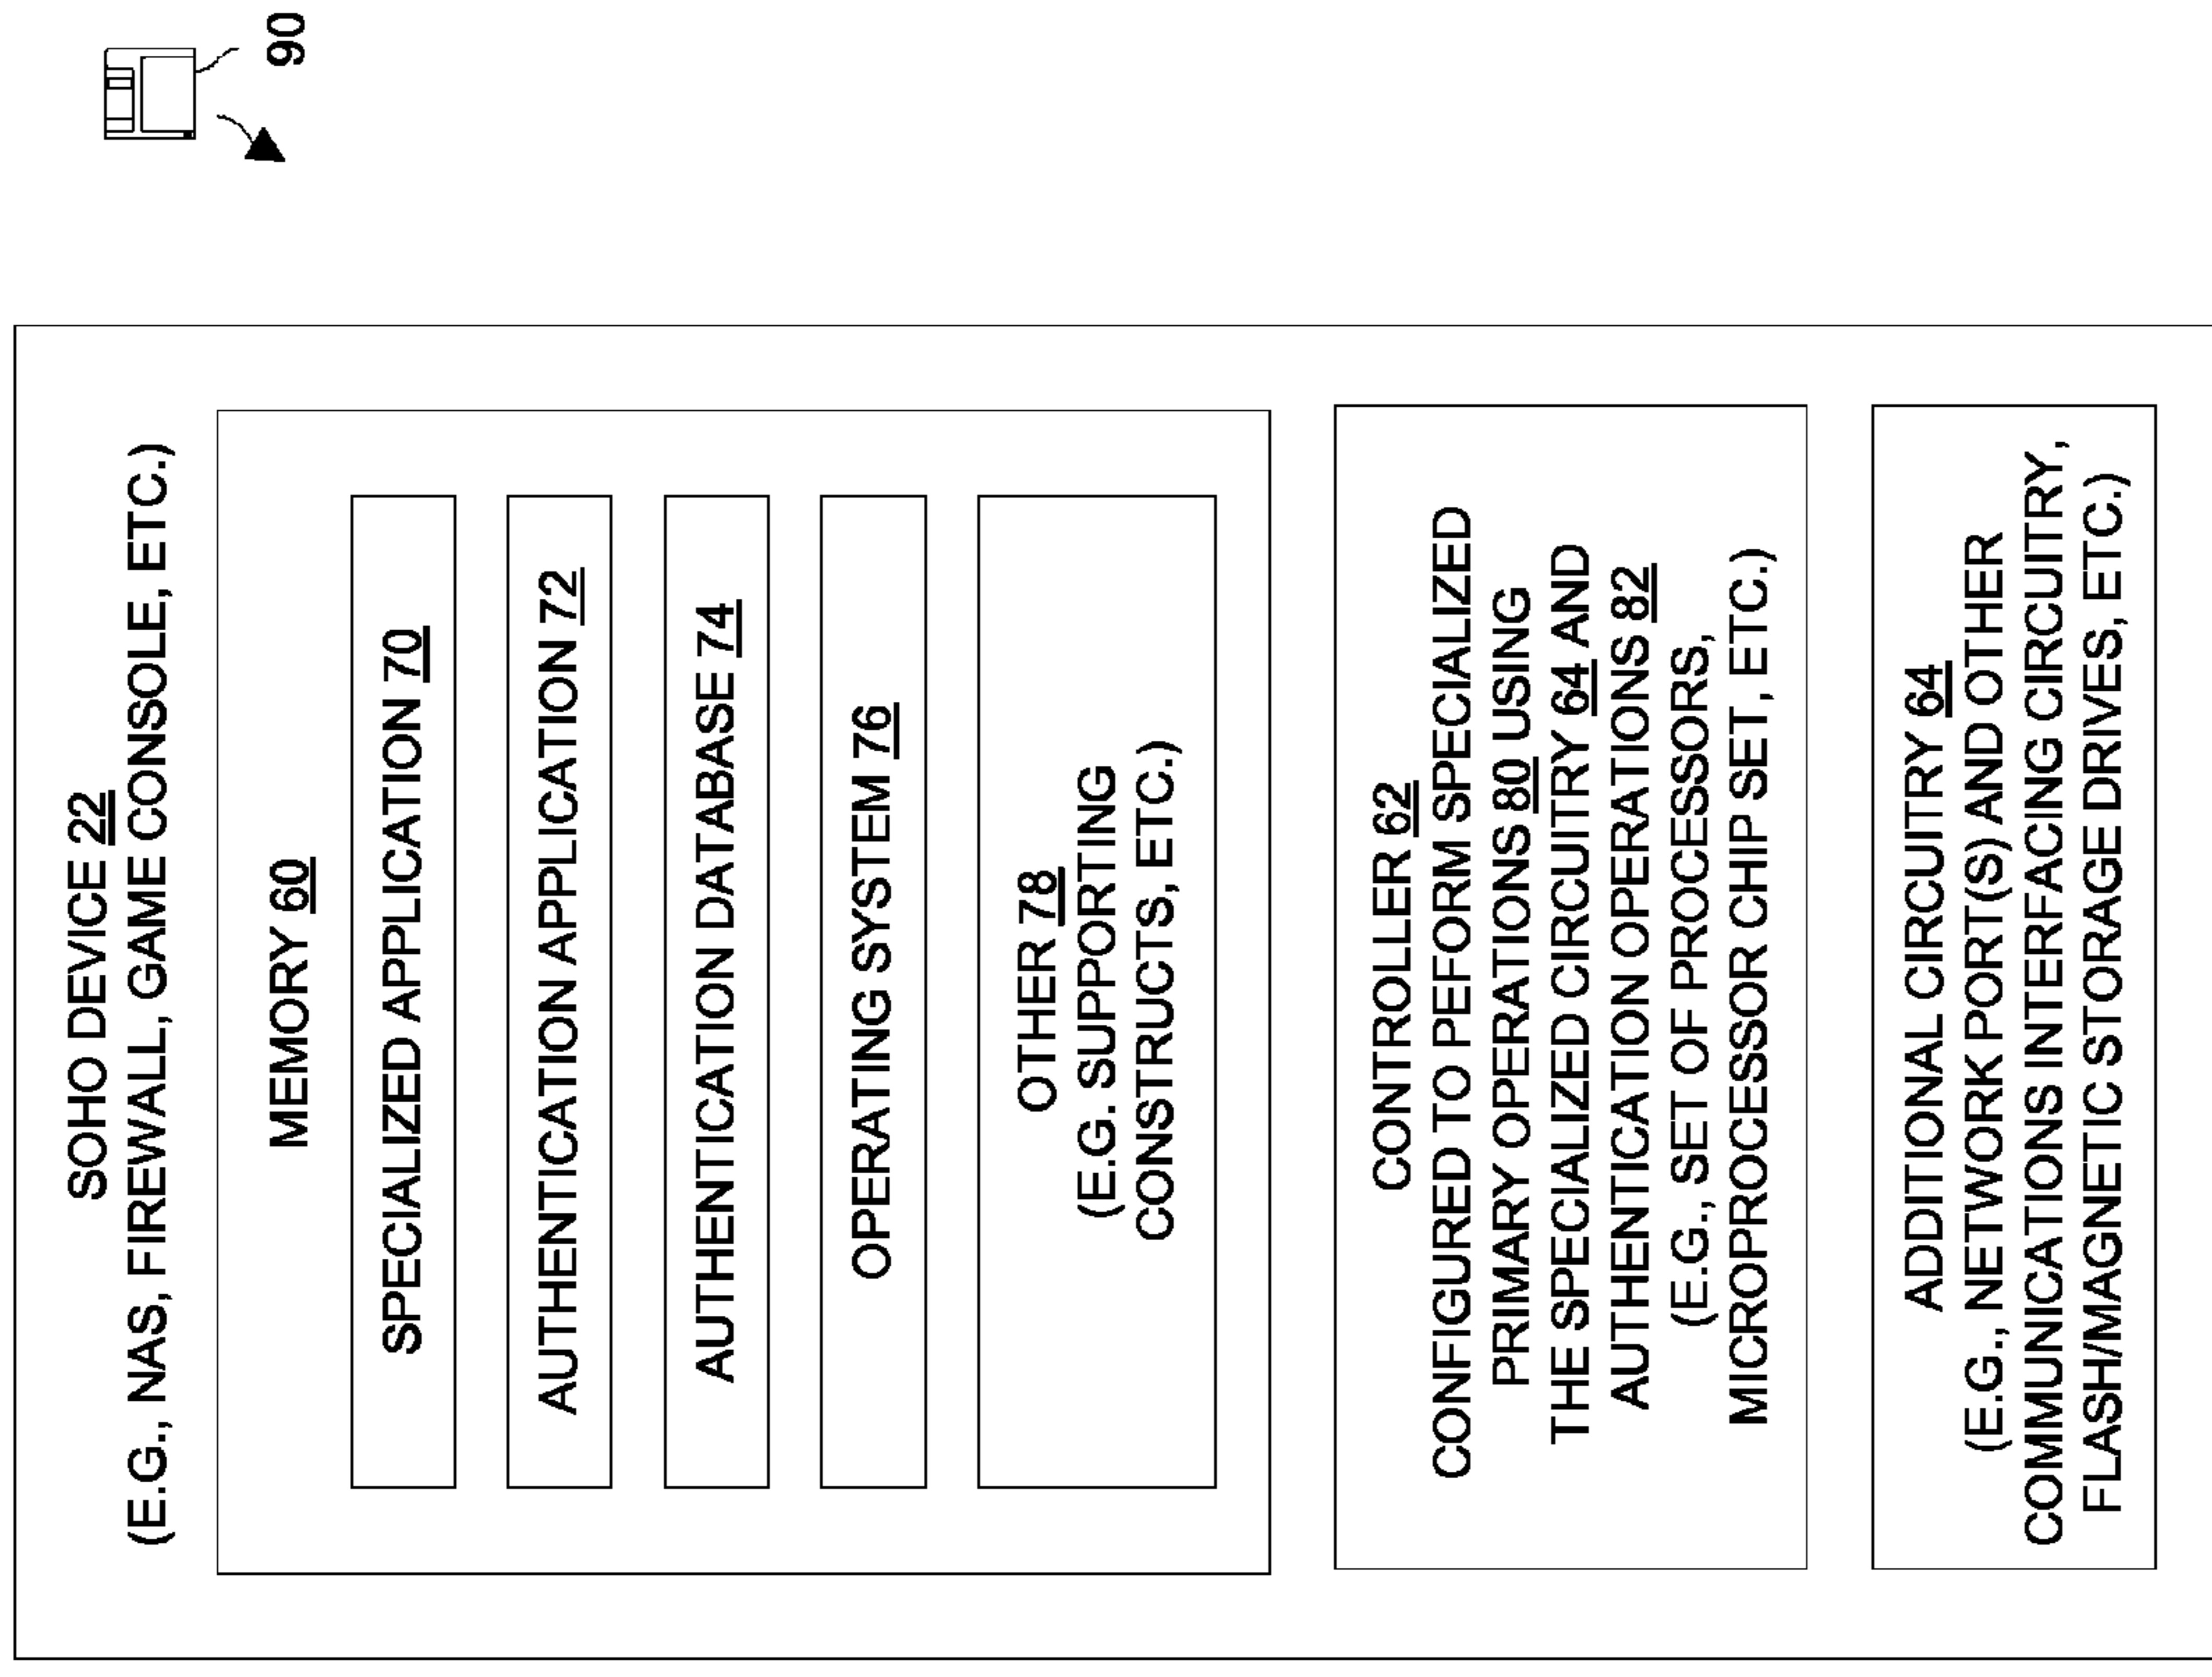 SOHO DEVICE 22
(E.G., NAS, FIREWALL, GAME CONSOLE, ETC.)
MEMORY 60
SPECIALIZED APPLICATION 70
AUTHENTICATION APPLICATION 72
AUTHENTICATION DATABASE 74
OPERATING SYSTEM 76
OTHER 78
(E.G. SUPPORTING
CONSTRUCTS, ETC.)
CONTROLLER 62
CONFIGURED TO PEFORM SPECIALIZED
PRIMARY OPERATIONS 80 USING
THE SPECIALIZED CIRCUITRY 64 AND
AUTHENTICATION OPERATIONS 82
(E.G., SET OF PROCESSORS,
MICROPROCESSOR CHIP SET, ETC.)
ADDITIONAL CIRCUITRY 64
(E.G., NETWORK PORT(S) AND OTHER
COMMUNICATIONS INTERFACING CIRCUITRY,
FLASH/MAGNETIC STORAGE DRIVES, ETC.)
90